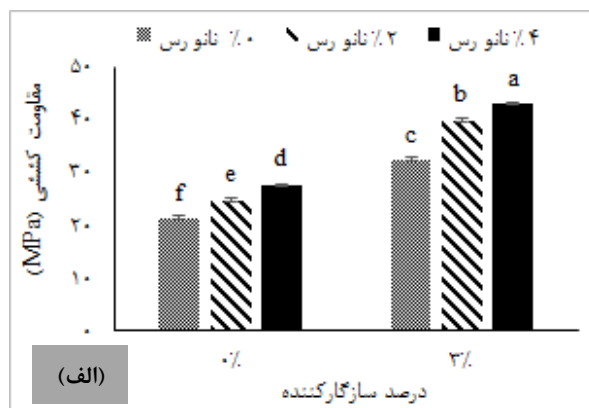 ۰٪ نانو رس ۲٪ نانو رس ۴٪ نانو رس
مقاومت کششی
(MPa)
۵۰
۴۰
۳۰
۲۰
۱۰
۰
f e d c b a
۰٪ ۳٪
درصد سازگارکننده
(الف)